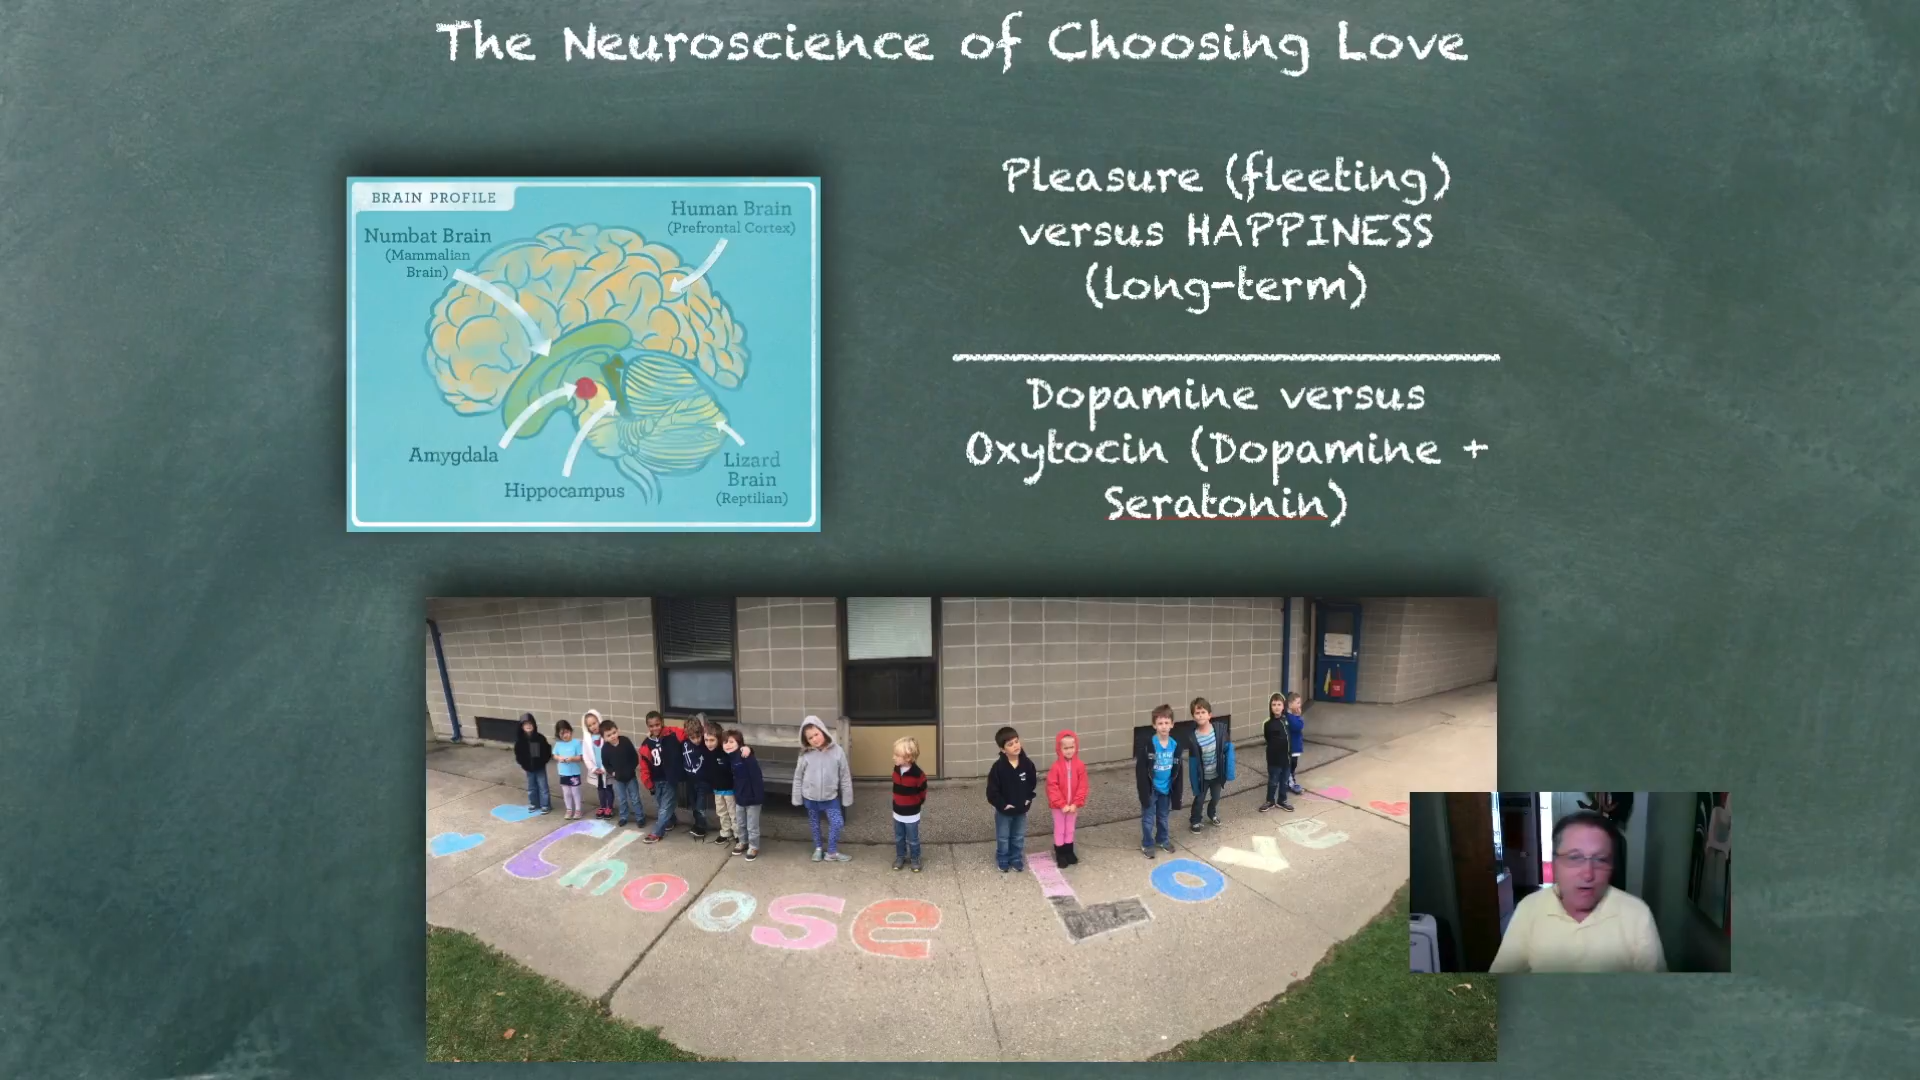 The Neuroscience of Choosing Love
BRAIN PROFILE
Numbat Brain
(Mammalian
Brain)
Human Brain
(Prefrontal Cortex)
Amygdala
Hippocampus
Lizard
Brain
(Reptilian)
Pleasure (fleeting)
versus HAPPINESS
(long-term)
Dopamine versus
Oxytocin (Dopamine +
Seratonin)
Choose Love